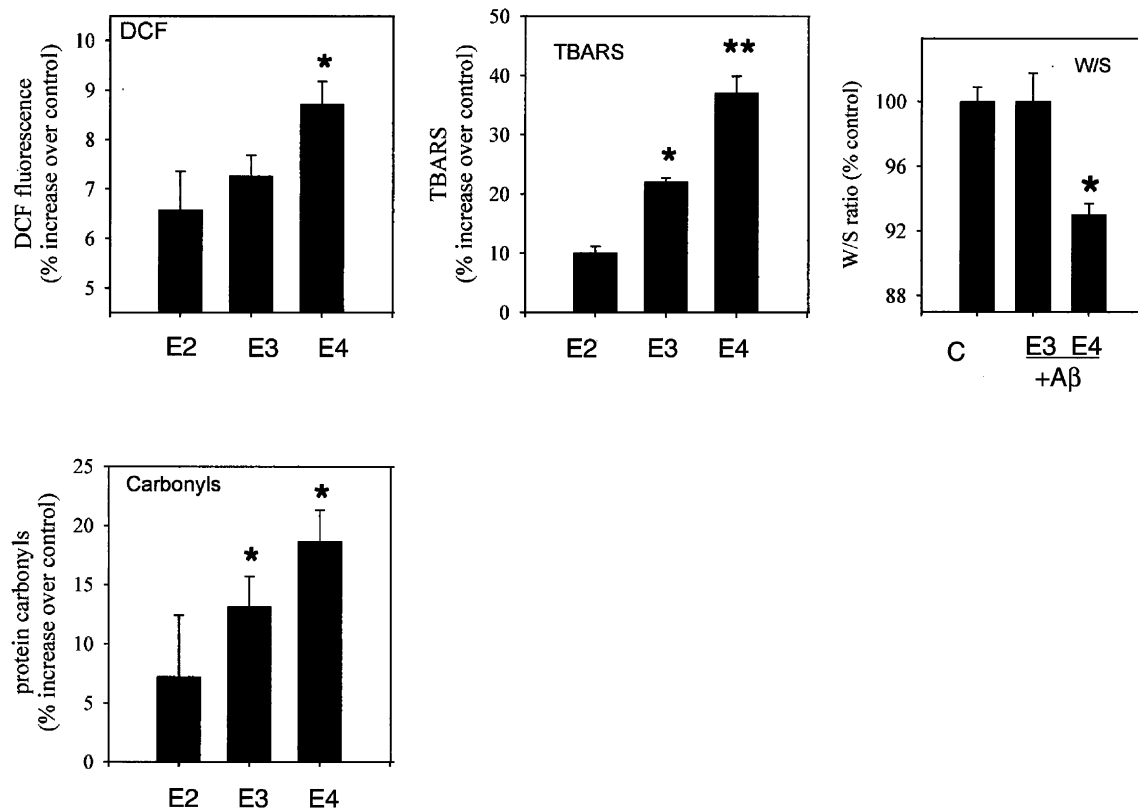 DCF
DCF fluorescence
(% increase over control)
10
9
8
7
6
5
*
E2 E3 E4
TBARS
TBARS
(% increase over control)
50
40
30
20
10
0
*
**
E2 E3 E4
W/S
W/S ratio (% control)
100
96
92
88
*
C E3 E4
+Aβ
Carbonyls
protein carbonyls
(% increase over control)
25
20
15
10
5
0
*
*
E2 E3 E4